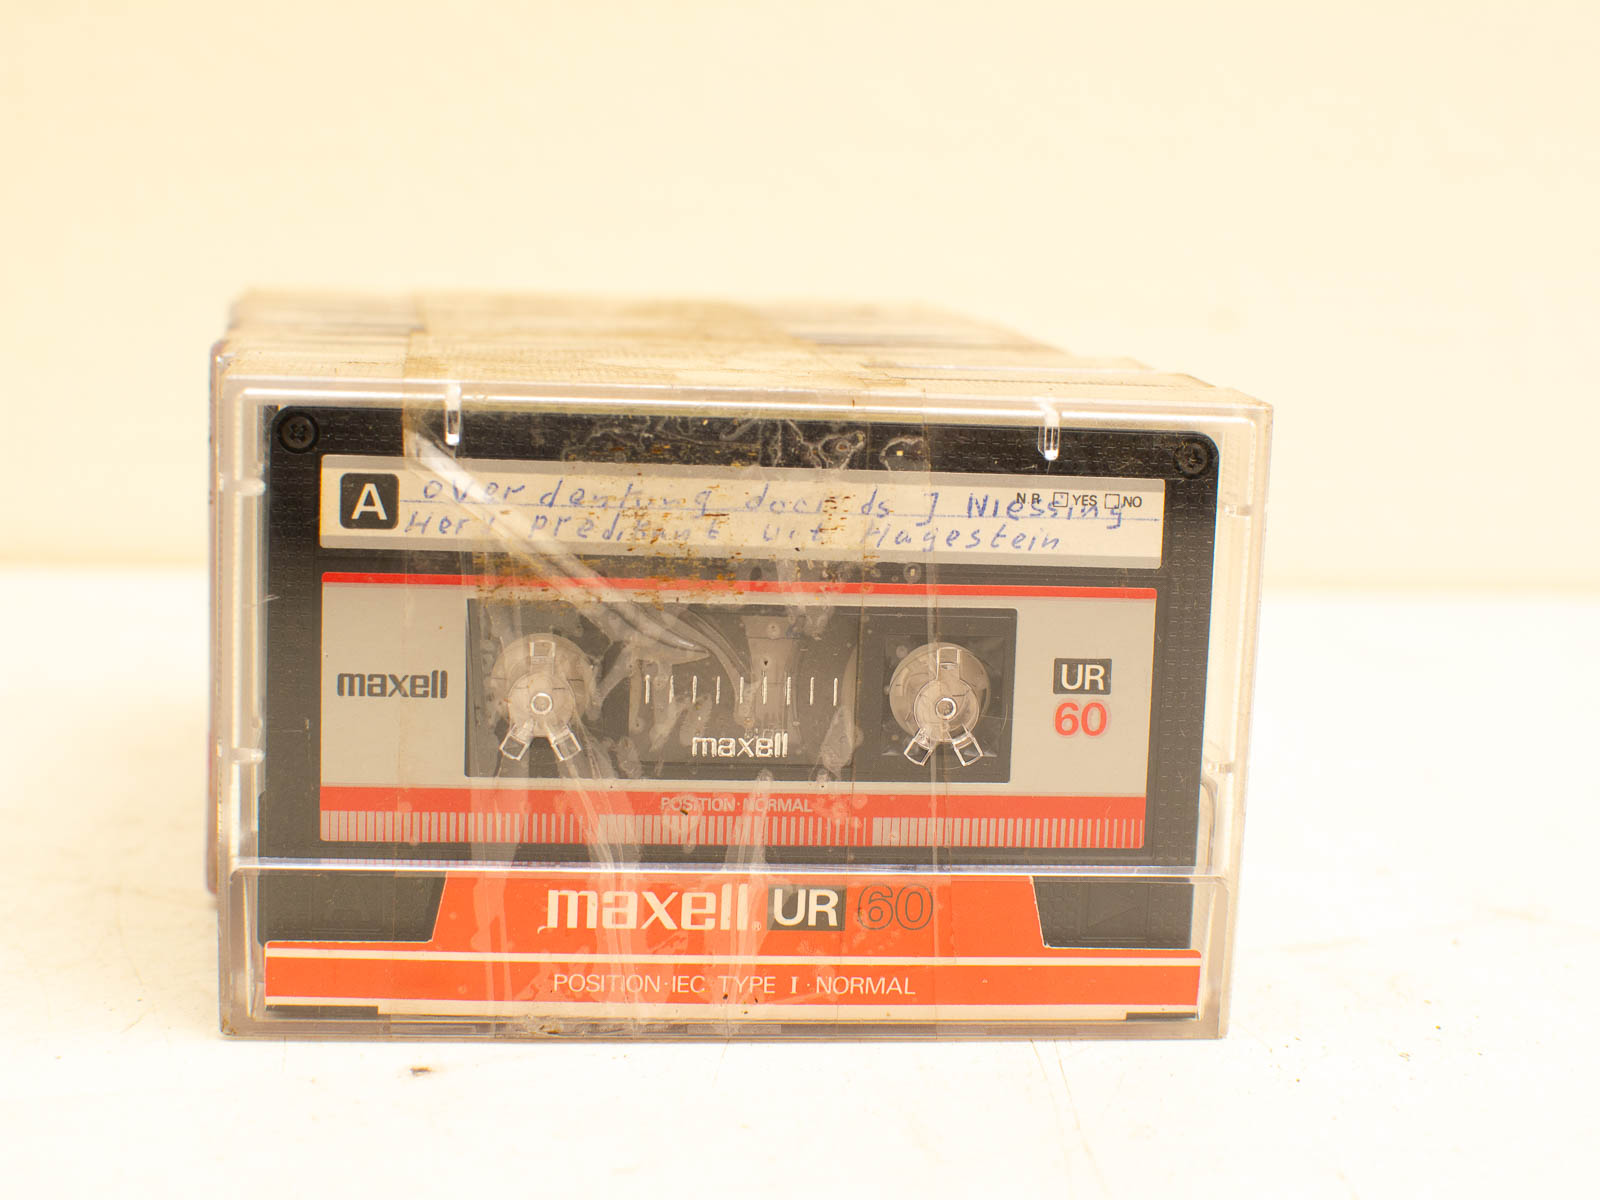 A over dentung door ds J Niessing
N.R. YES NO
Her. predikant uit Hagestein
maxell
UR
60
maxell
POSITION·NORMAL
maxell UR 60
POSITION·IEC TYPE I·NORMAL